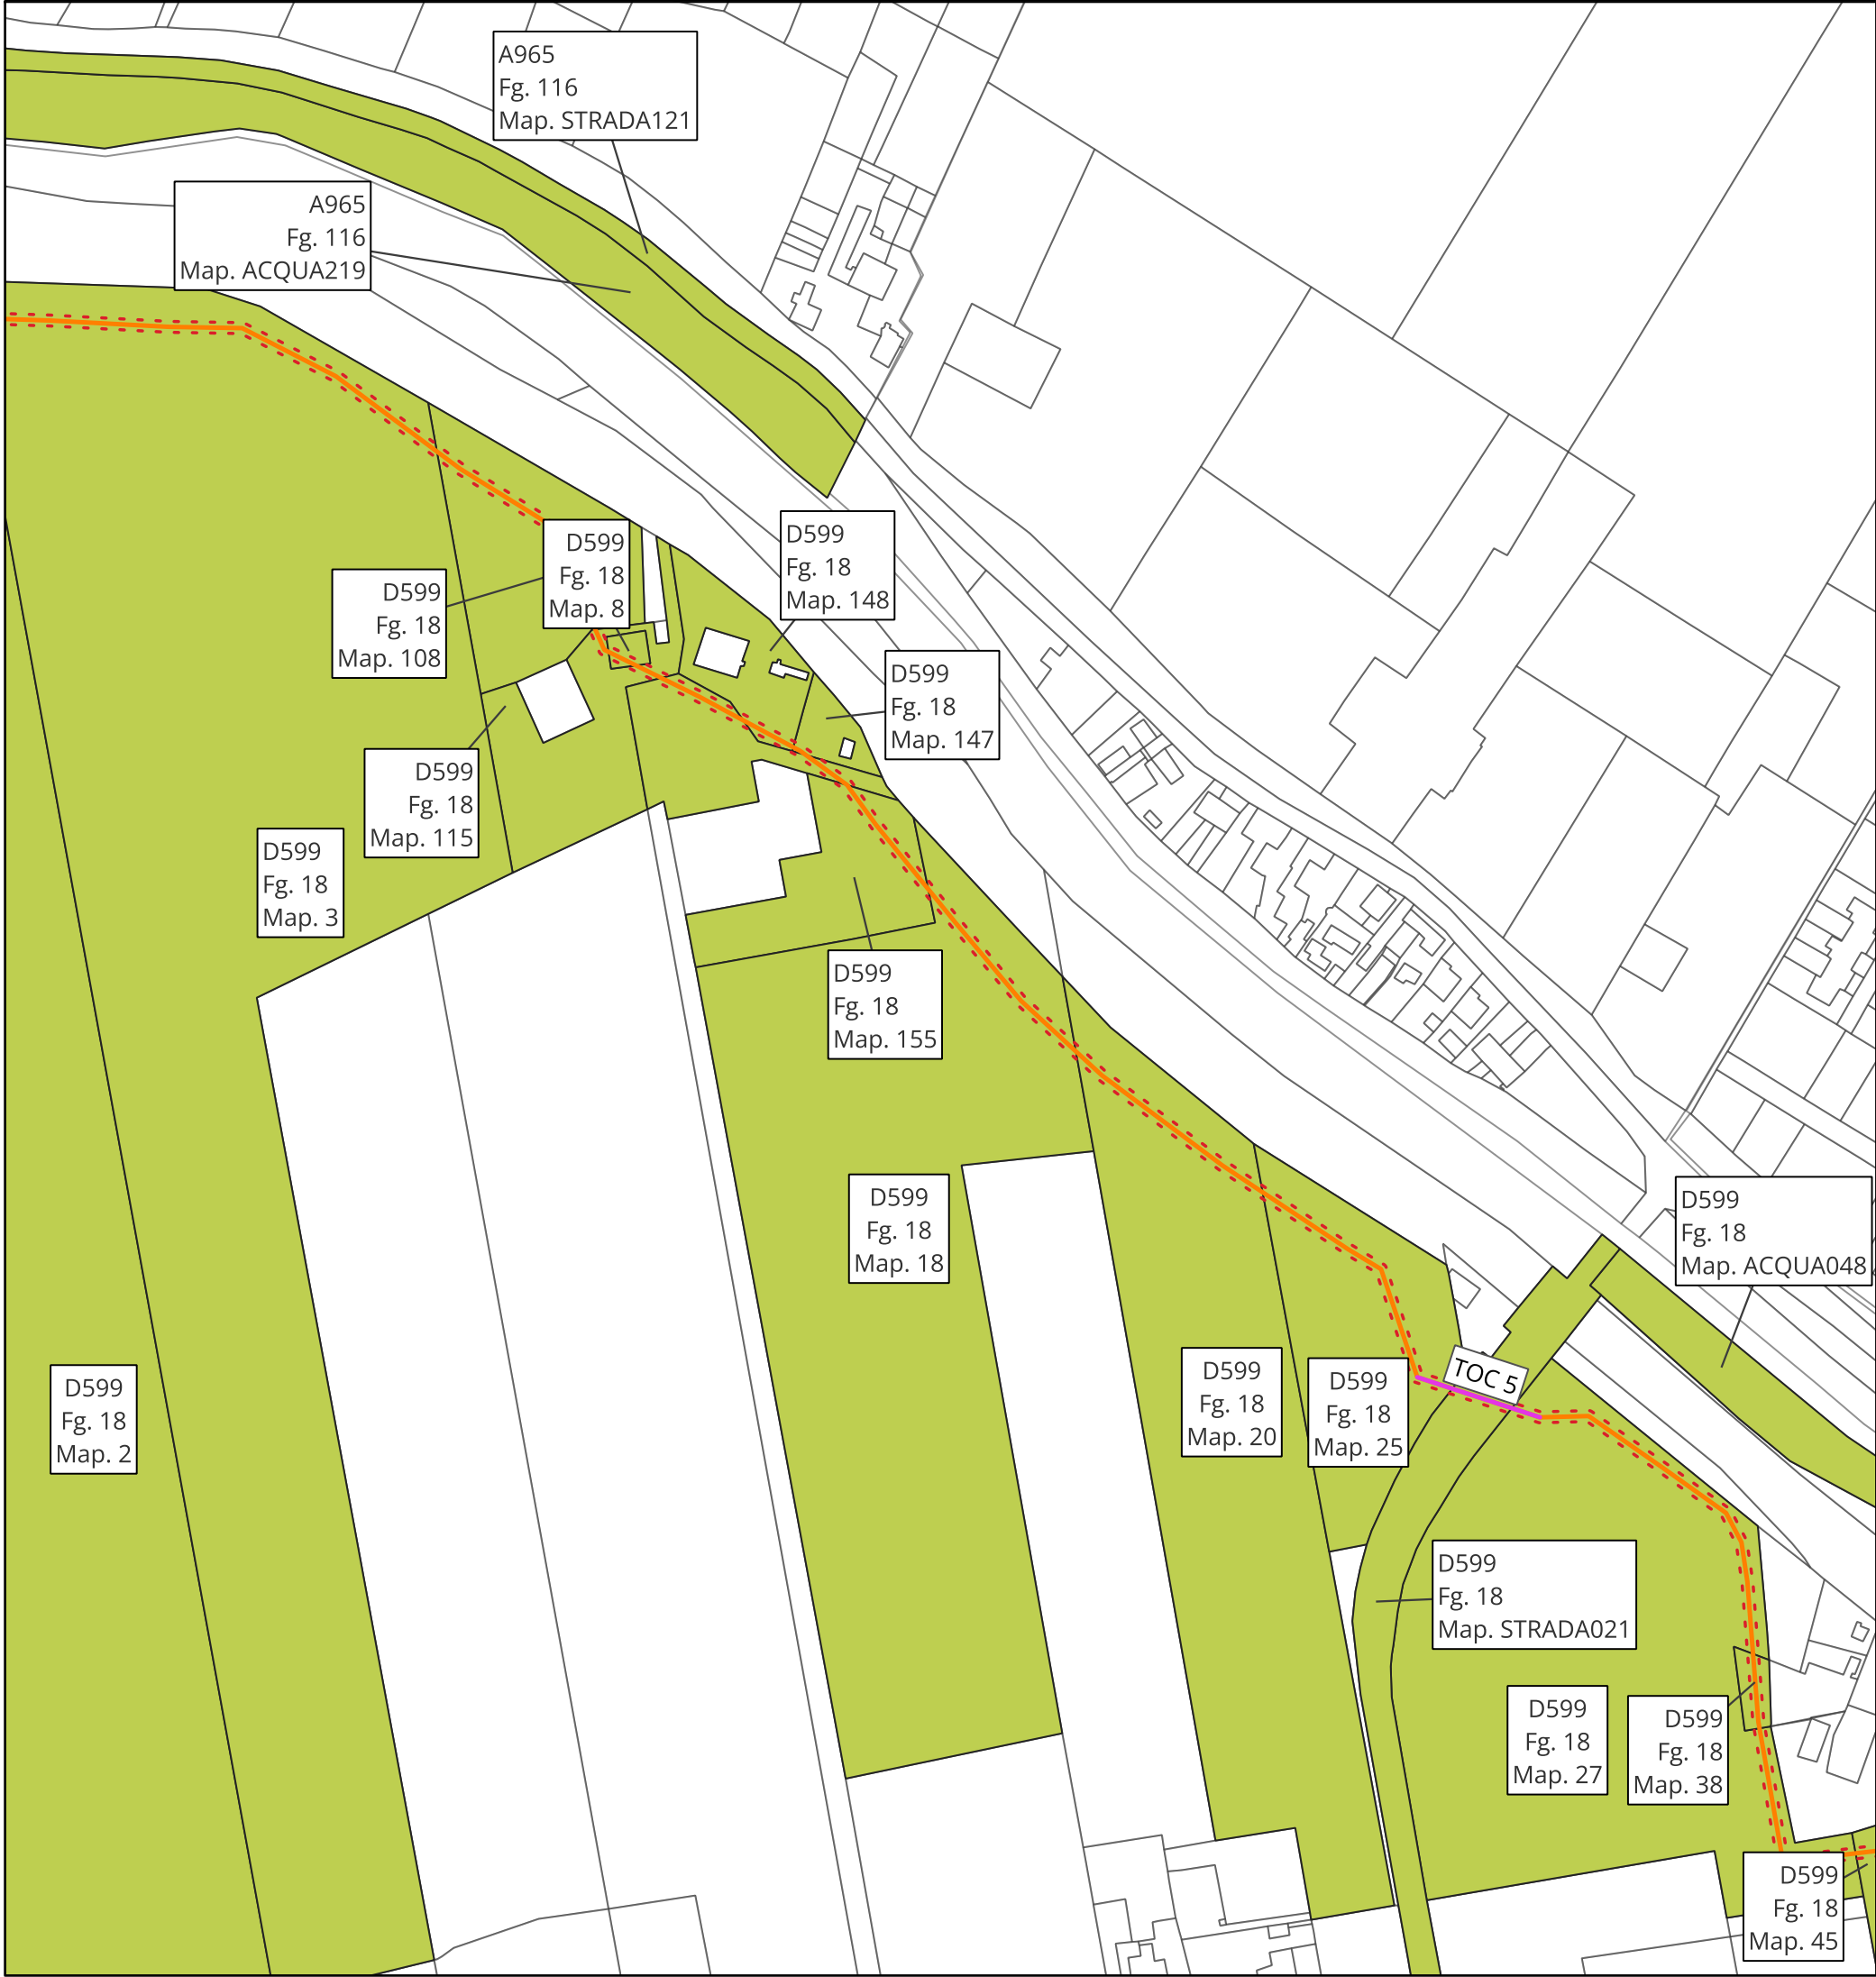 A965
Fg. 116
Map. STRADA121
A965
Fg. 116
Map. ACQUA219
D599
Fg. 18
Map. 8
D599
Fg. 18
Map. 148
D599
Fg. 18
Map. 108
D599
Fg. 18
Map. 147
D599
Fg. 18
Map. 115
D599
Fg. 18
Map. 3
D599
Fg. 18
Map. 155
D599
Fg. 18
Map. 18
D599
Fg. 18
Map. ACQUA048
D599
Fg. 18
Map. 2
D599
Fg. 18
Map. 20
D599
Fg. 18
Map. 25
TOC 5
D599
Fg. 18
Map. STRADA021
D599
Fg. 18
Map. 27
D599
Fg. 18
Map. 38
D599
Fg. 18
Map. 45